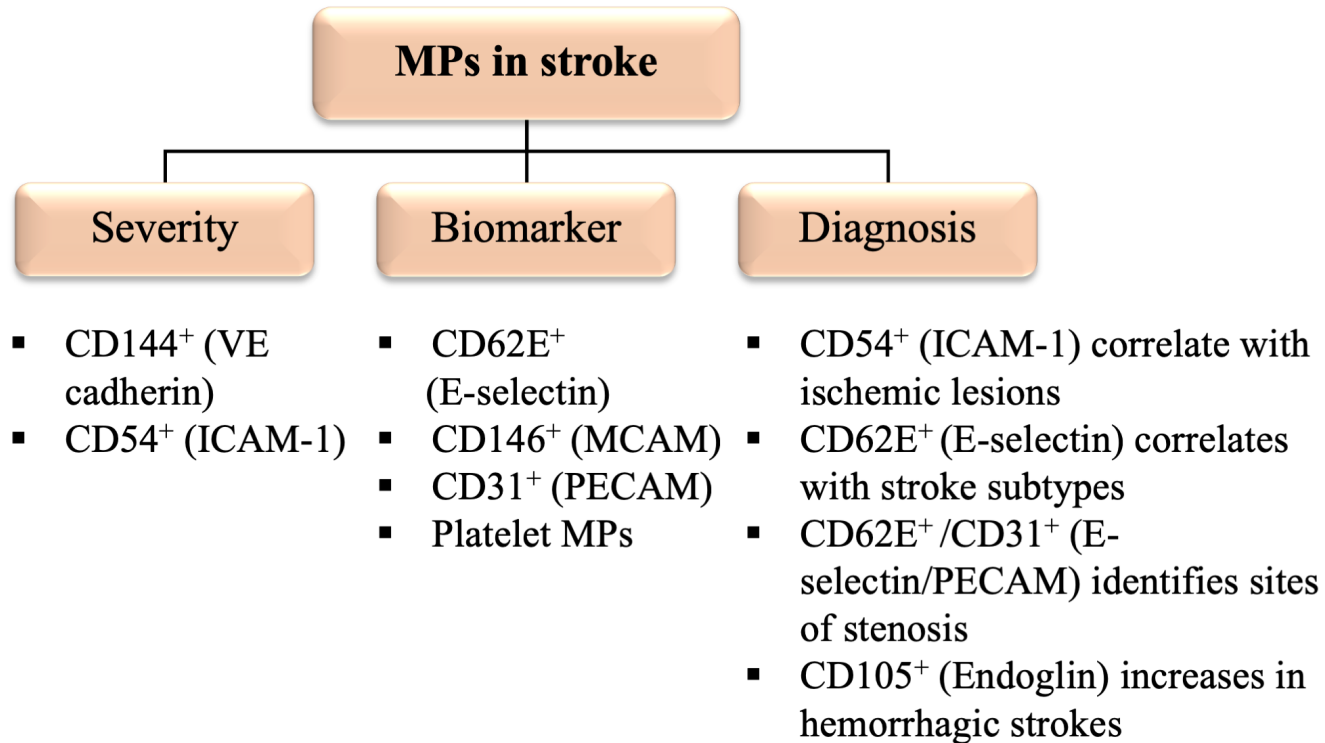 MPs in stroke
Severity
Biomarker
Diagnosis
▪ CD144⁺ (VE
cadherin)
▪ CD54⁺ (ICAM-1)
▪ CD62E⁺
(E-selectin)
▪ CD146⁺ (MCAM)
▪ CD31⁺ (PECAM)
▪ Platelet MPs
▪ CD54⁺ (ICAM-1) correlate with
ischemic lesions
▪ CD62E⁺ (E-selectin) correlates
with stroke subtypes
▪ CD62E⁺ /CD31⁺ (E-
selectin/PECAM) identifies sites
of stenosis
▪ CD105⁺ (Endoglin) increases in
hemorrhagic strokes